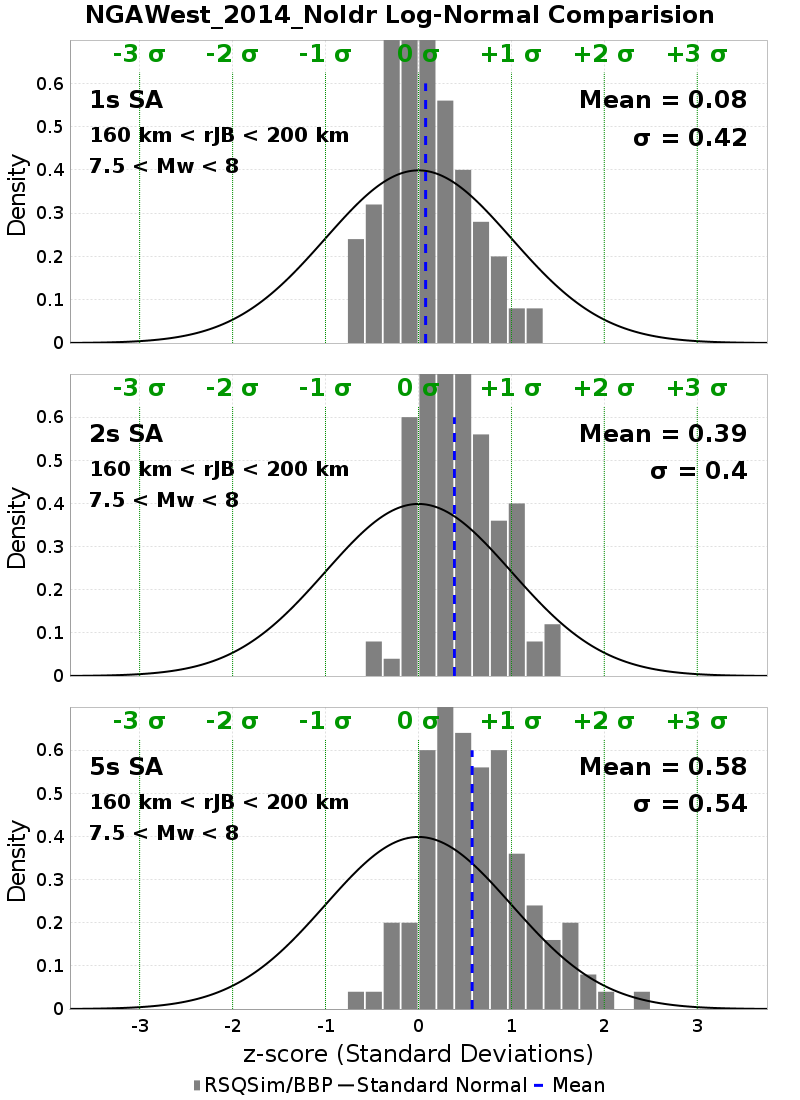 NGAWest_2014_NoIdr Log-Normal Comparision
-3 σ -2 σ -1 σ 0 σ +1 σ +2 σ +3 σ
1s SA
160 km < rJB < 200 km
7.5 < Mw < 8
Mean = 0.08
σ = 0.42
Density
0.6
0.5
0.4
0.3
0.2
0.1
0
-3 σ -2 σ -1 σ 0 σ +1 σ +2 σ +3 σ
2s SA
160 km < rJB < 200 km
7.5 < Mw < 8
Mean = 0.39
σ = 0.4
Density
0.6
0.5
0.4
0.3
0.2
0.1
0
-3 σ -2 σ -1 σ 0 σ +1 σ +2 σ +3 σ
5s SA
160 km < rJB < 200 km
7.5 < Mw < 8
Mean = 0.58
σ = 0.54
Density
0.6
0.5
0.4
0.3
0.2
0.1
0
-3 -2 -1 0 1 2 3
z-score (Standard Deviations)
RSQSim/BBP Standard Normal Mean